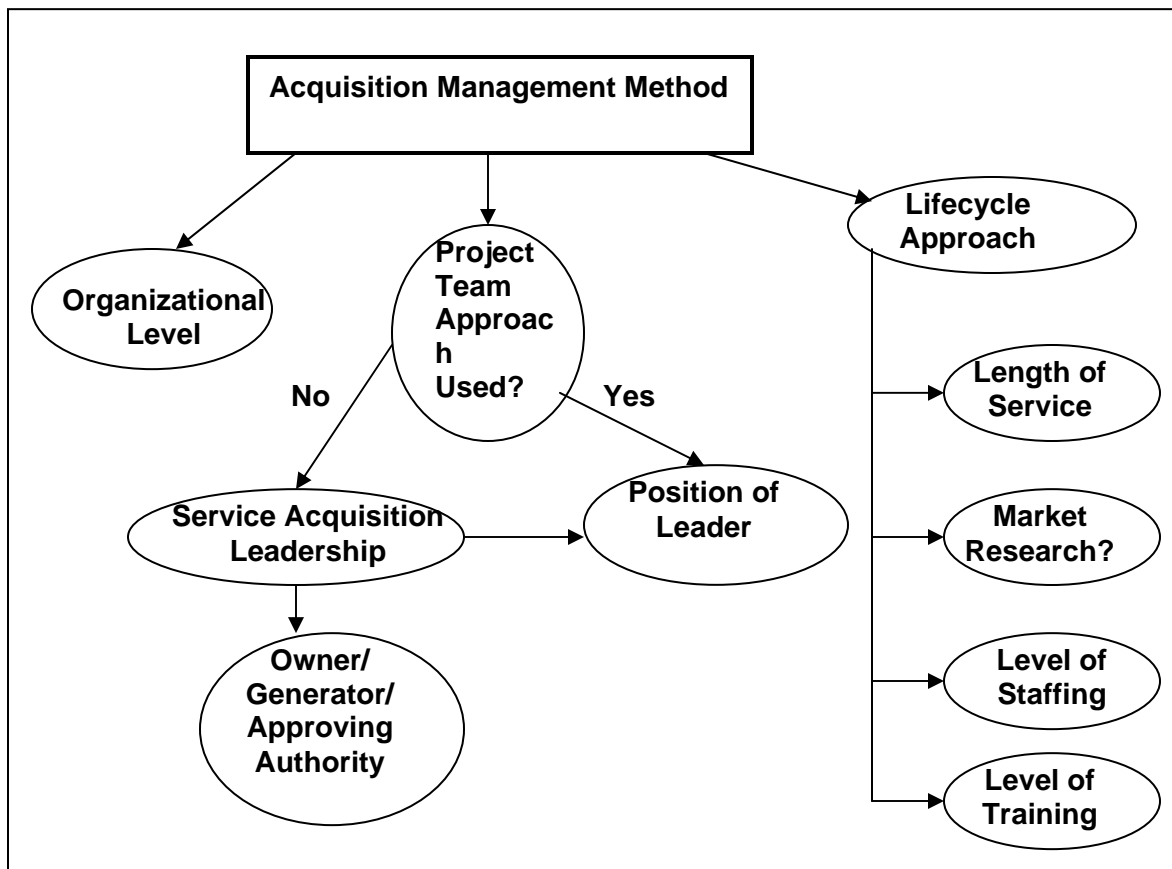 Acquisition Management Method
Lifecycle
Approach
Project
Team
Approac
h
Used?
Organizational
Level
No
Yes
Length of
Service
Service Acquisition
Leadership
Position of
Leader
Market
Research?
Owner/
Generator/
Approving
Authority
Level of
Staffing
Level of
Training